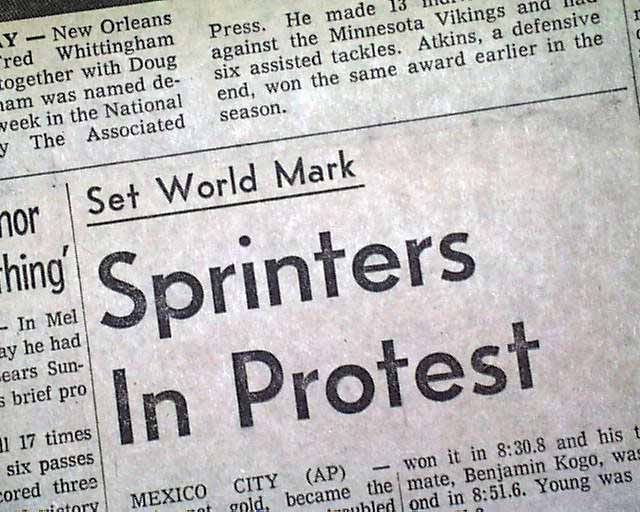 AY — New Orleans
red Whittingham
together with Doug
ham was named de-
week in the National
y The Associated
Press. He made 13
against the Minnesota Vikings and had
six assisted tackles. Atkins, a defensive
end, won the same award earlier in the
season.
nor
thing'
— In Mel
ay he had
ears Sun-
s brief pro
ll 17 times
six passes
cored three
victory
Set World Mark
Sprinters
In Protest
MEXICO CITY (AP) —
gold, became the
won it in 8:30.8 and his t
mate, Benjamin Kogo, was
ond in 8:51.6. Young was